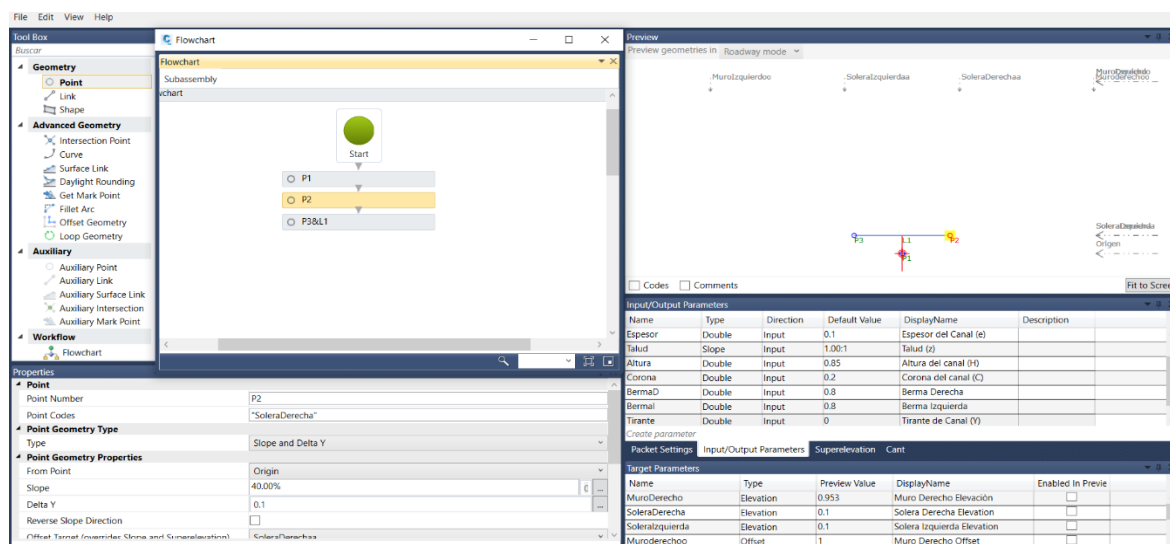 File Edit View Help
Tool Box
Buscar
Geometry
Point
Link
Shape
Advanced Geometry
Intersection Point
Curve
Surface Link
Daylight Rounding
Get Mark Point
Fillet Arc
Offset Geometry
Loop Geometry
Auxiliary
Auxiliary Point
Auxiliary Link
Auxiliary Surface Link
Auxiliary Intersection
Auxiliary Mark Point
Workflow
Flowchart
Flowchart
Flowchart
Subassembly
wchart
Start
P1
P2
P3&L1
Preview
Preview geometries in Roadway mode
MuroIzquierdoo SoleraIzquierdaa SoleraDerechaa
Muroderechoo
Origen
P3 L1 P2
P1
Codes Comments Fit to Scree
Input/Output Parameters
Name Type Direction Default Value DisplayName Description
Espesor Double Input 0.1 Espesor del Canal (e)
Talud Slope Input 1.00:1 Talud (z)
Altura Double Input 0.85 Altura del canal (H)
Corona Double Input 0.2 Corona del canal (C)
BermaD Double Input 0.8 Berma Derecha
BermaI Double Input 0.8 Berma Izquierda
Tirante Double Input 0 Tirante de Canal (Y)
Create parameter
Packet Settings Input/Output Parameters Superelevation Cant
Target Parameters
Name Type Preview Value DisplayName Enabled In Previe
MuroDerecho Elevation 0.953 Muro Derecho Elevación
SoleraDerecha Elevation 0.1 Solera Derecha Elevation
SoleraIzquierda Elevation 0.1 Solera Izquierda Elevation
Muroderechoo Offset 1 Muro Derecho Offset
Properties
Point
Point Number P2
Point Codes "SoleraDerecha"
Point Geometry Type
Type Slope and Delta Y
Point Geometry Properties
From Point Origin
Slope 40.00% ...
Delta Y 0.1 ...
Reverse Slope Direction
Offset Target (overrides Slope and Superelevation) SoleraDerechaa